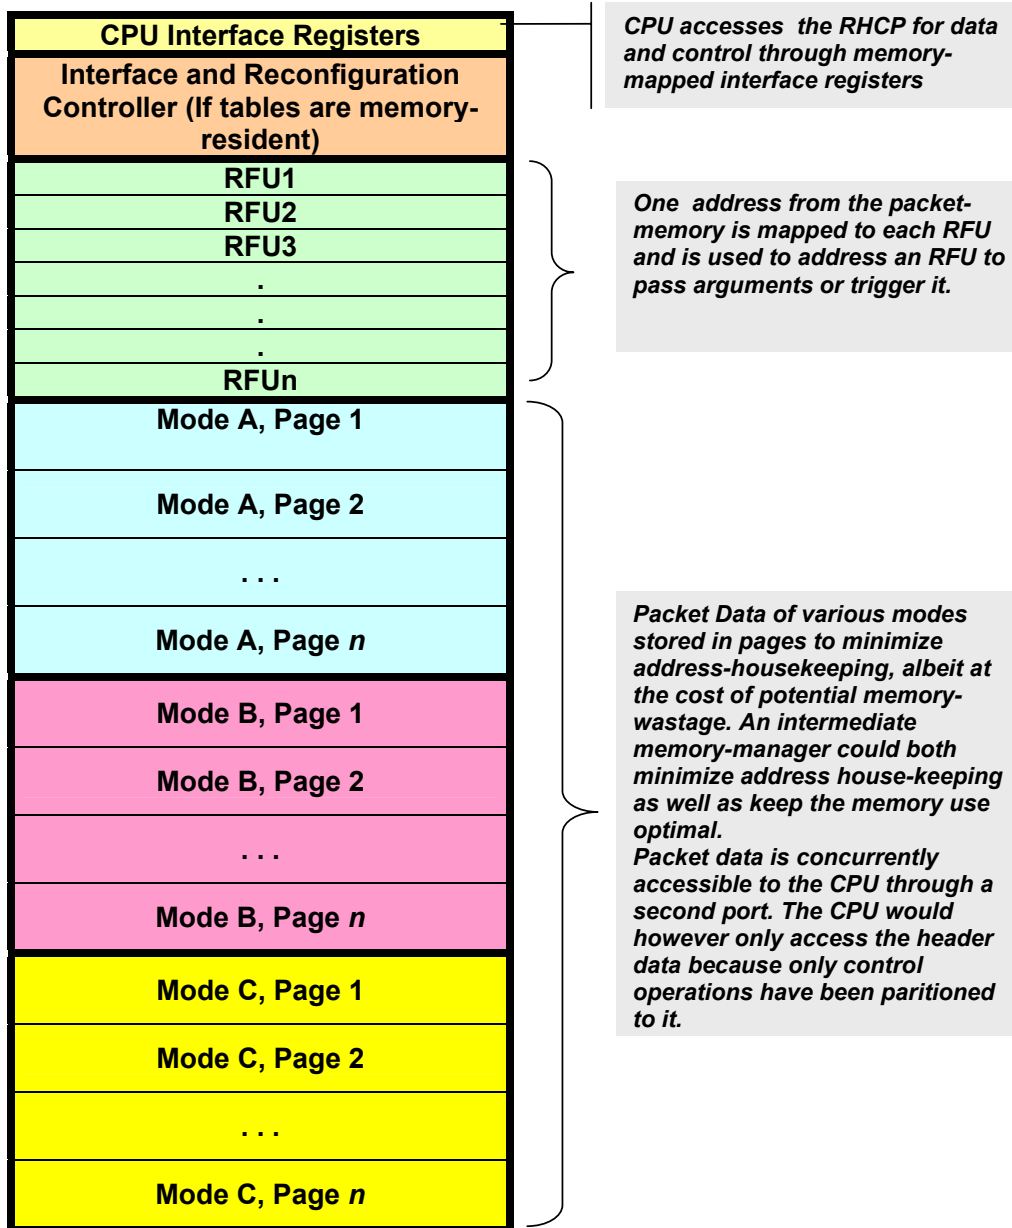 CPU Interface Registers
Interface and Reconfiguration
Controller (If tables are memory-
resident)
RFU1
RFU2
RFU3
.
.
.
RFUn
Mode A, Page 1
Mode A, Page 2
. . .
Mode A, Page n
Mode B, Page 1
Mode B, Page 2
. . .
Mode B, Page n
Mode C, Page 1
Mode C, Page 2
. . .
Mode C, Page n
CPU accesses the RHCP for data
and control through memory-
mapped interface registers
One address from the packet-
memory is mapped to each RFU
and is used to address an RFU to
pass arguments or trigger it.
Packet Data of various modes
stored in pages to minimize
address-housekeeping, albeit at
the cost of potential memory-
wastage. An intermediate
memory-manager could both
minimize address house-keeping
as well as keep the memory use
optimal.
Packet data is concurrently
accessible to the CPU through a
second port. The CPU would
however only access the header
data because only control
operations have been paritioned
to it.